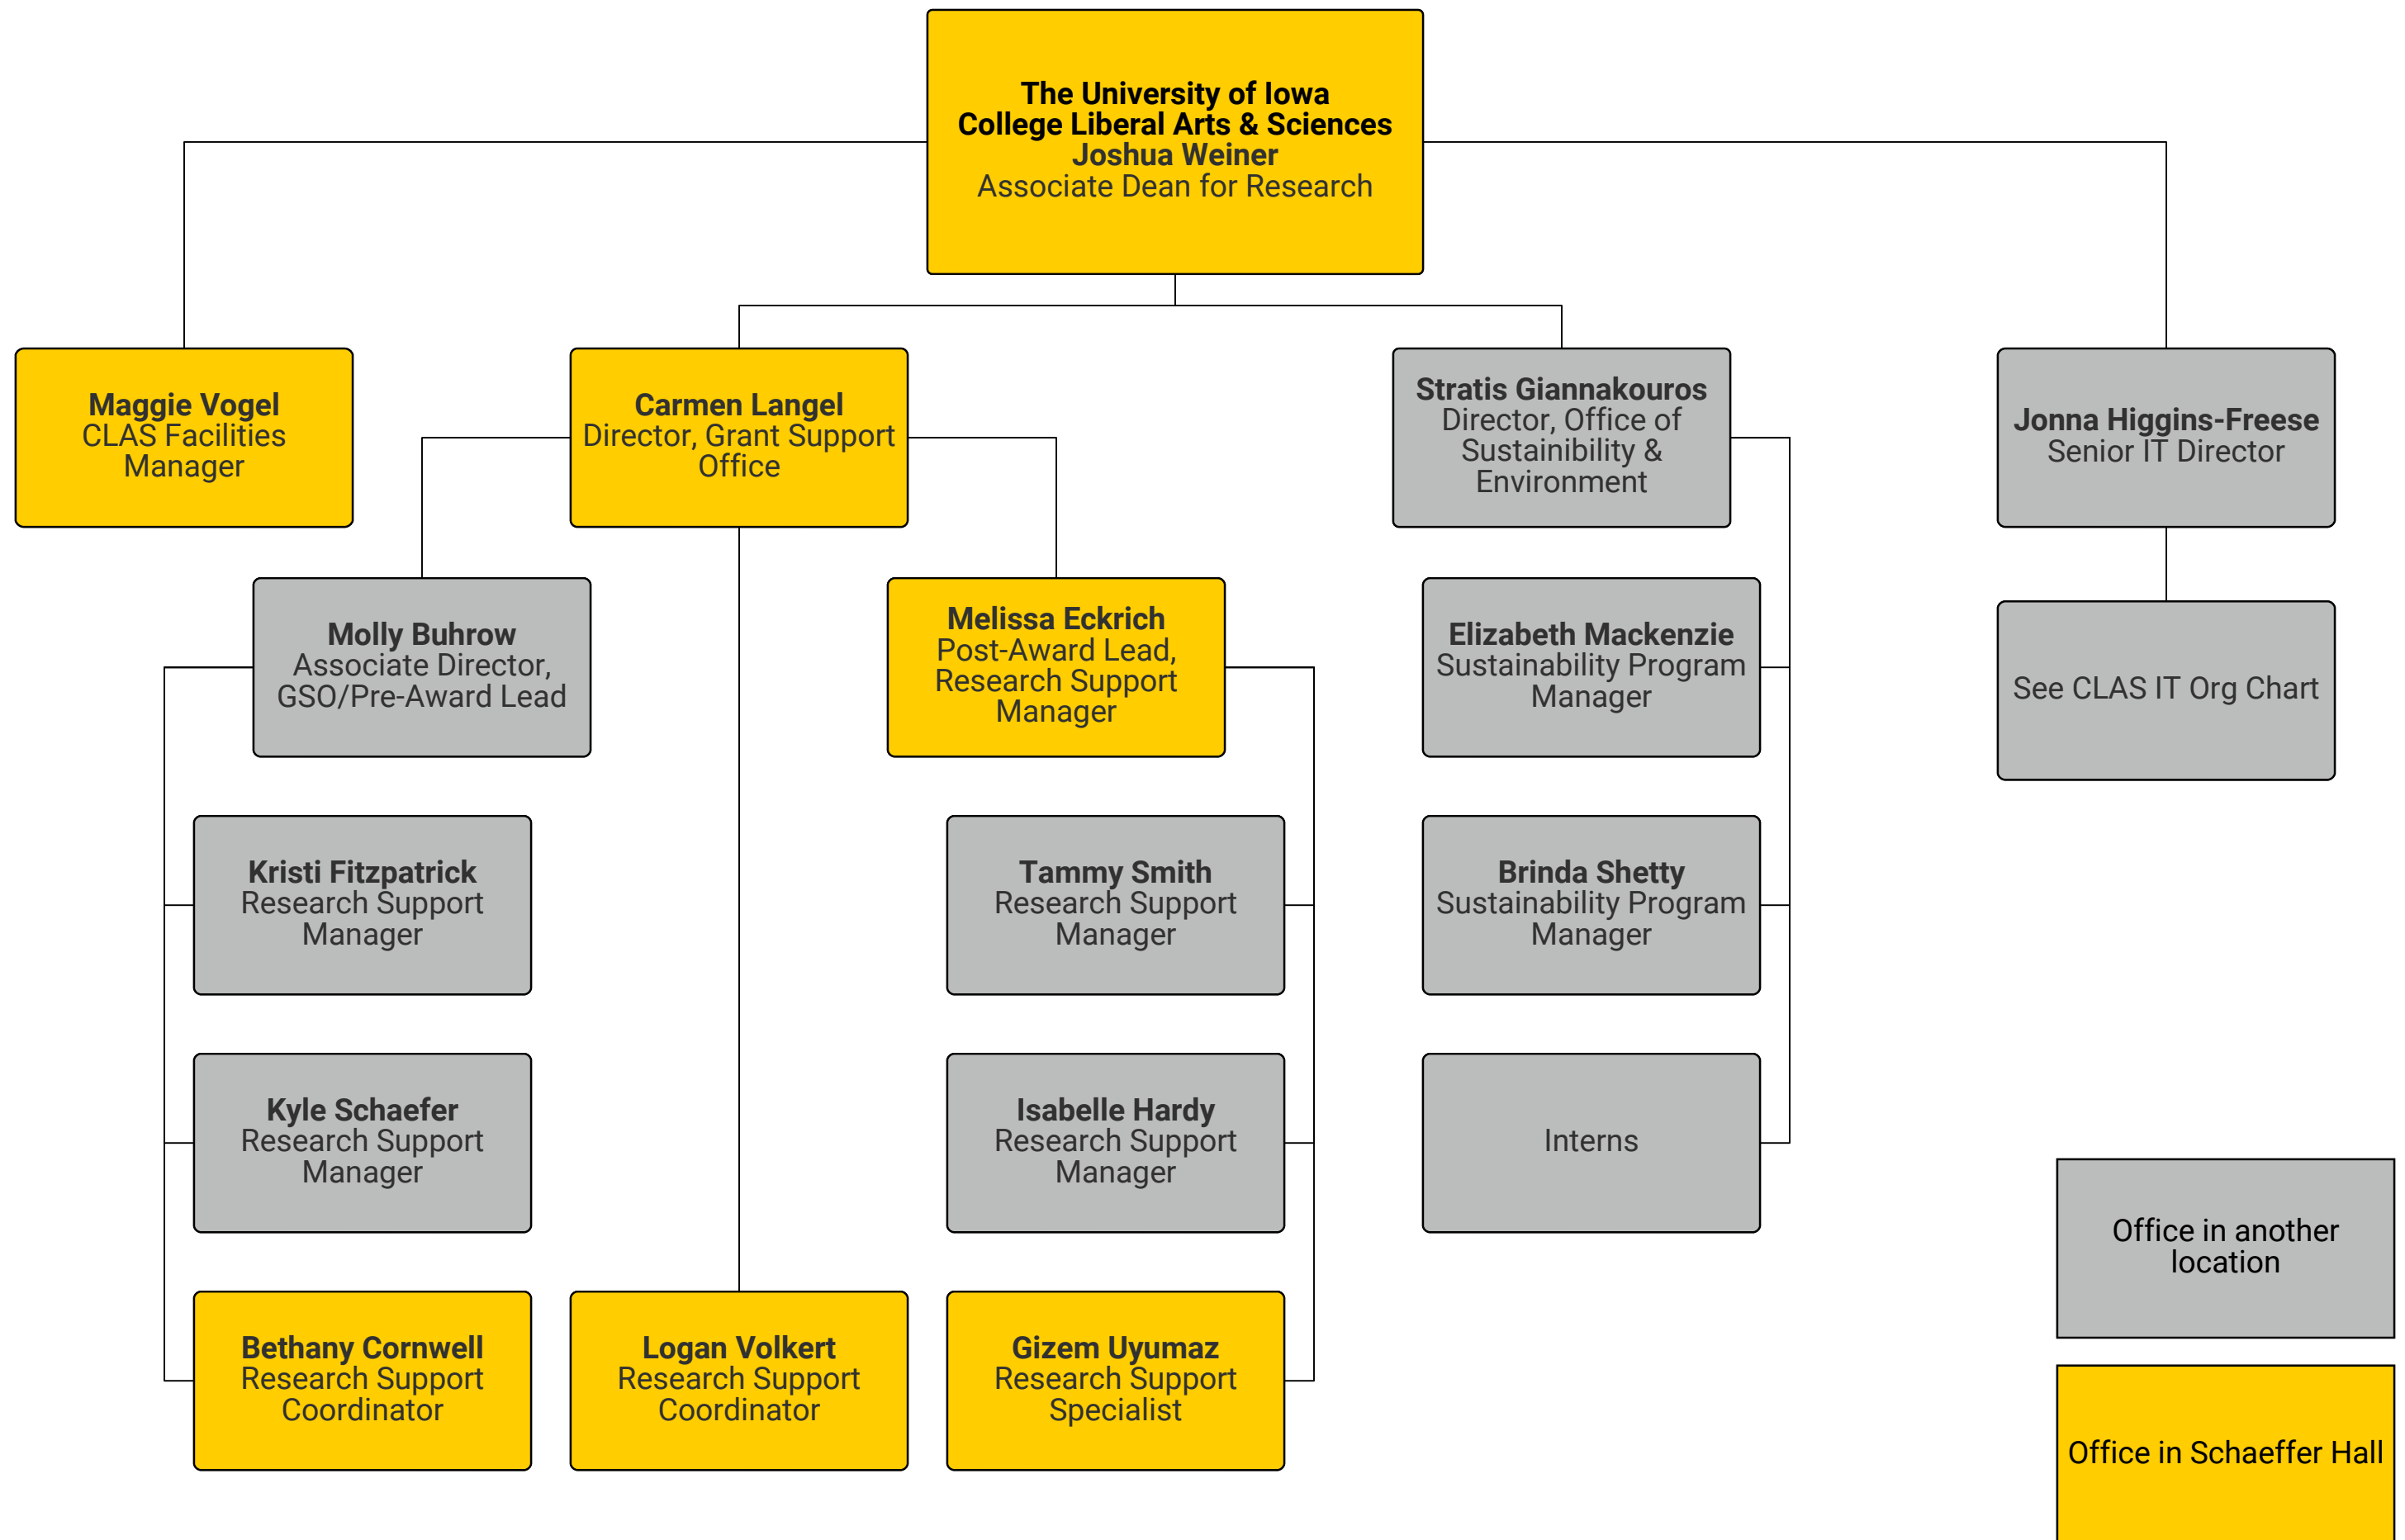 The University of Iowa
College Liberal Arts & Sciences
Joshua Weiner
Associate Dean for Research
Maggie Vogel
CLAS Facilities
Manager
Carmen Langel
Director, Grant Support
Office
Stratis Giannakouros
Director, Office of
Sustainibility &
Environment
Jonna Higgins-Freese
Senior IT Director
Molly Buhrow
Associate Director,
GSO/Pre-Award Lead
Melissa Eckrich
Post-Award Lead,
Research Support
Manager
Elizabeth Mackenzie
Sustainability Program
Manager
See CLAS IT Org Chart
Kristi Fitzpatrick
Research Support
Manager
Tammy Smith
Research Support
Manager
Brinda Shetty
Sustainability Program
Manager
Kyle Schaefer
Research Support
Manager
Isabelle Hardy
Research Support
Manager
Interns
Office in another
location
Bethany Cornwell
Research Support
Coordinator
Logan Volkert
Research Support
Coordinator
Gizem Uyumaz
Research Support
Specialist
Office in Schaeffer Hall